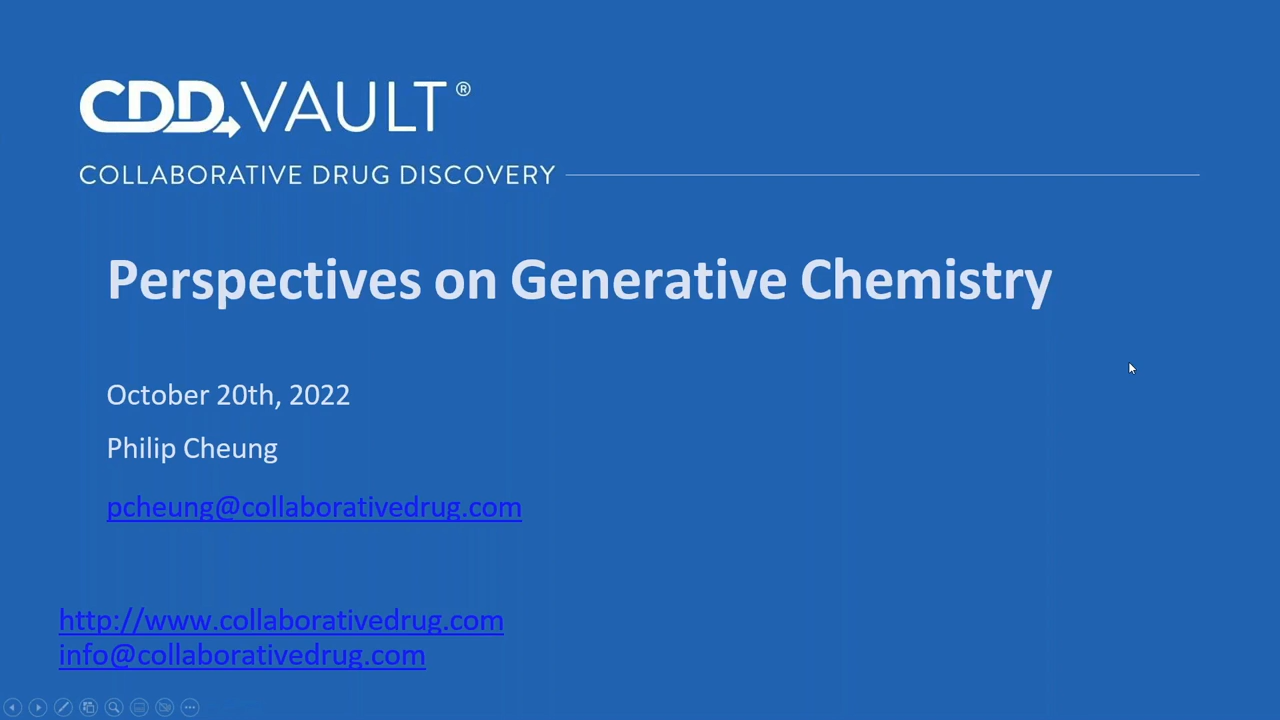 CDD VAULT ®
COLLABORATIVE DRUG DISCOVERY
Perspectives on Generative Chemistry
October 20th, 2022
Philip Cheung
pcheung@collaborativedrug.com
http://www.collaborativedrug.com
info@collaborativedrug.com